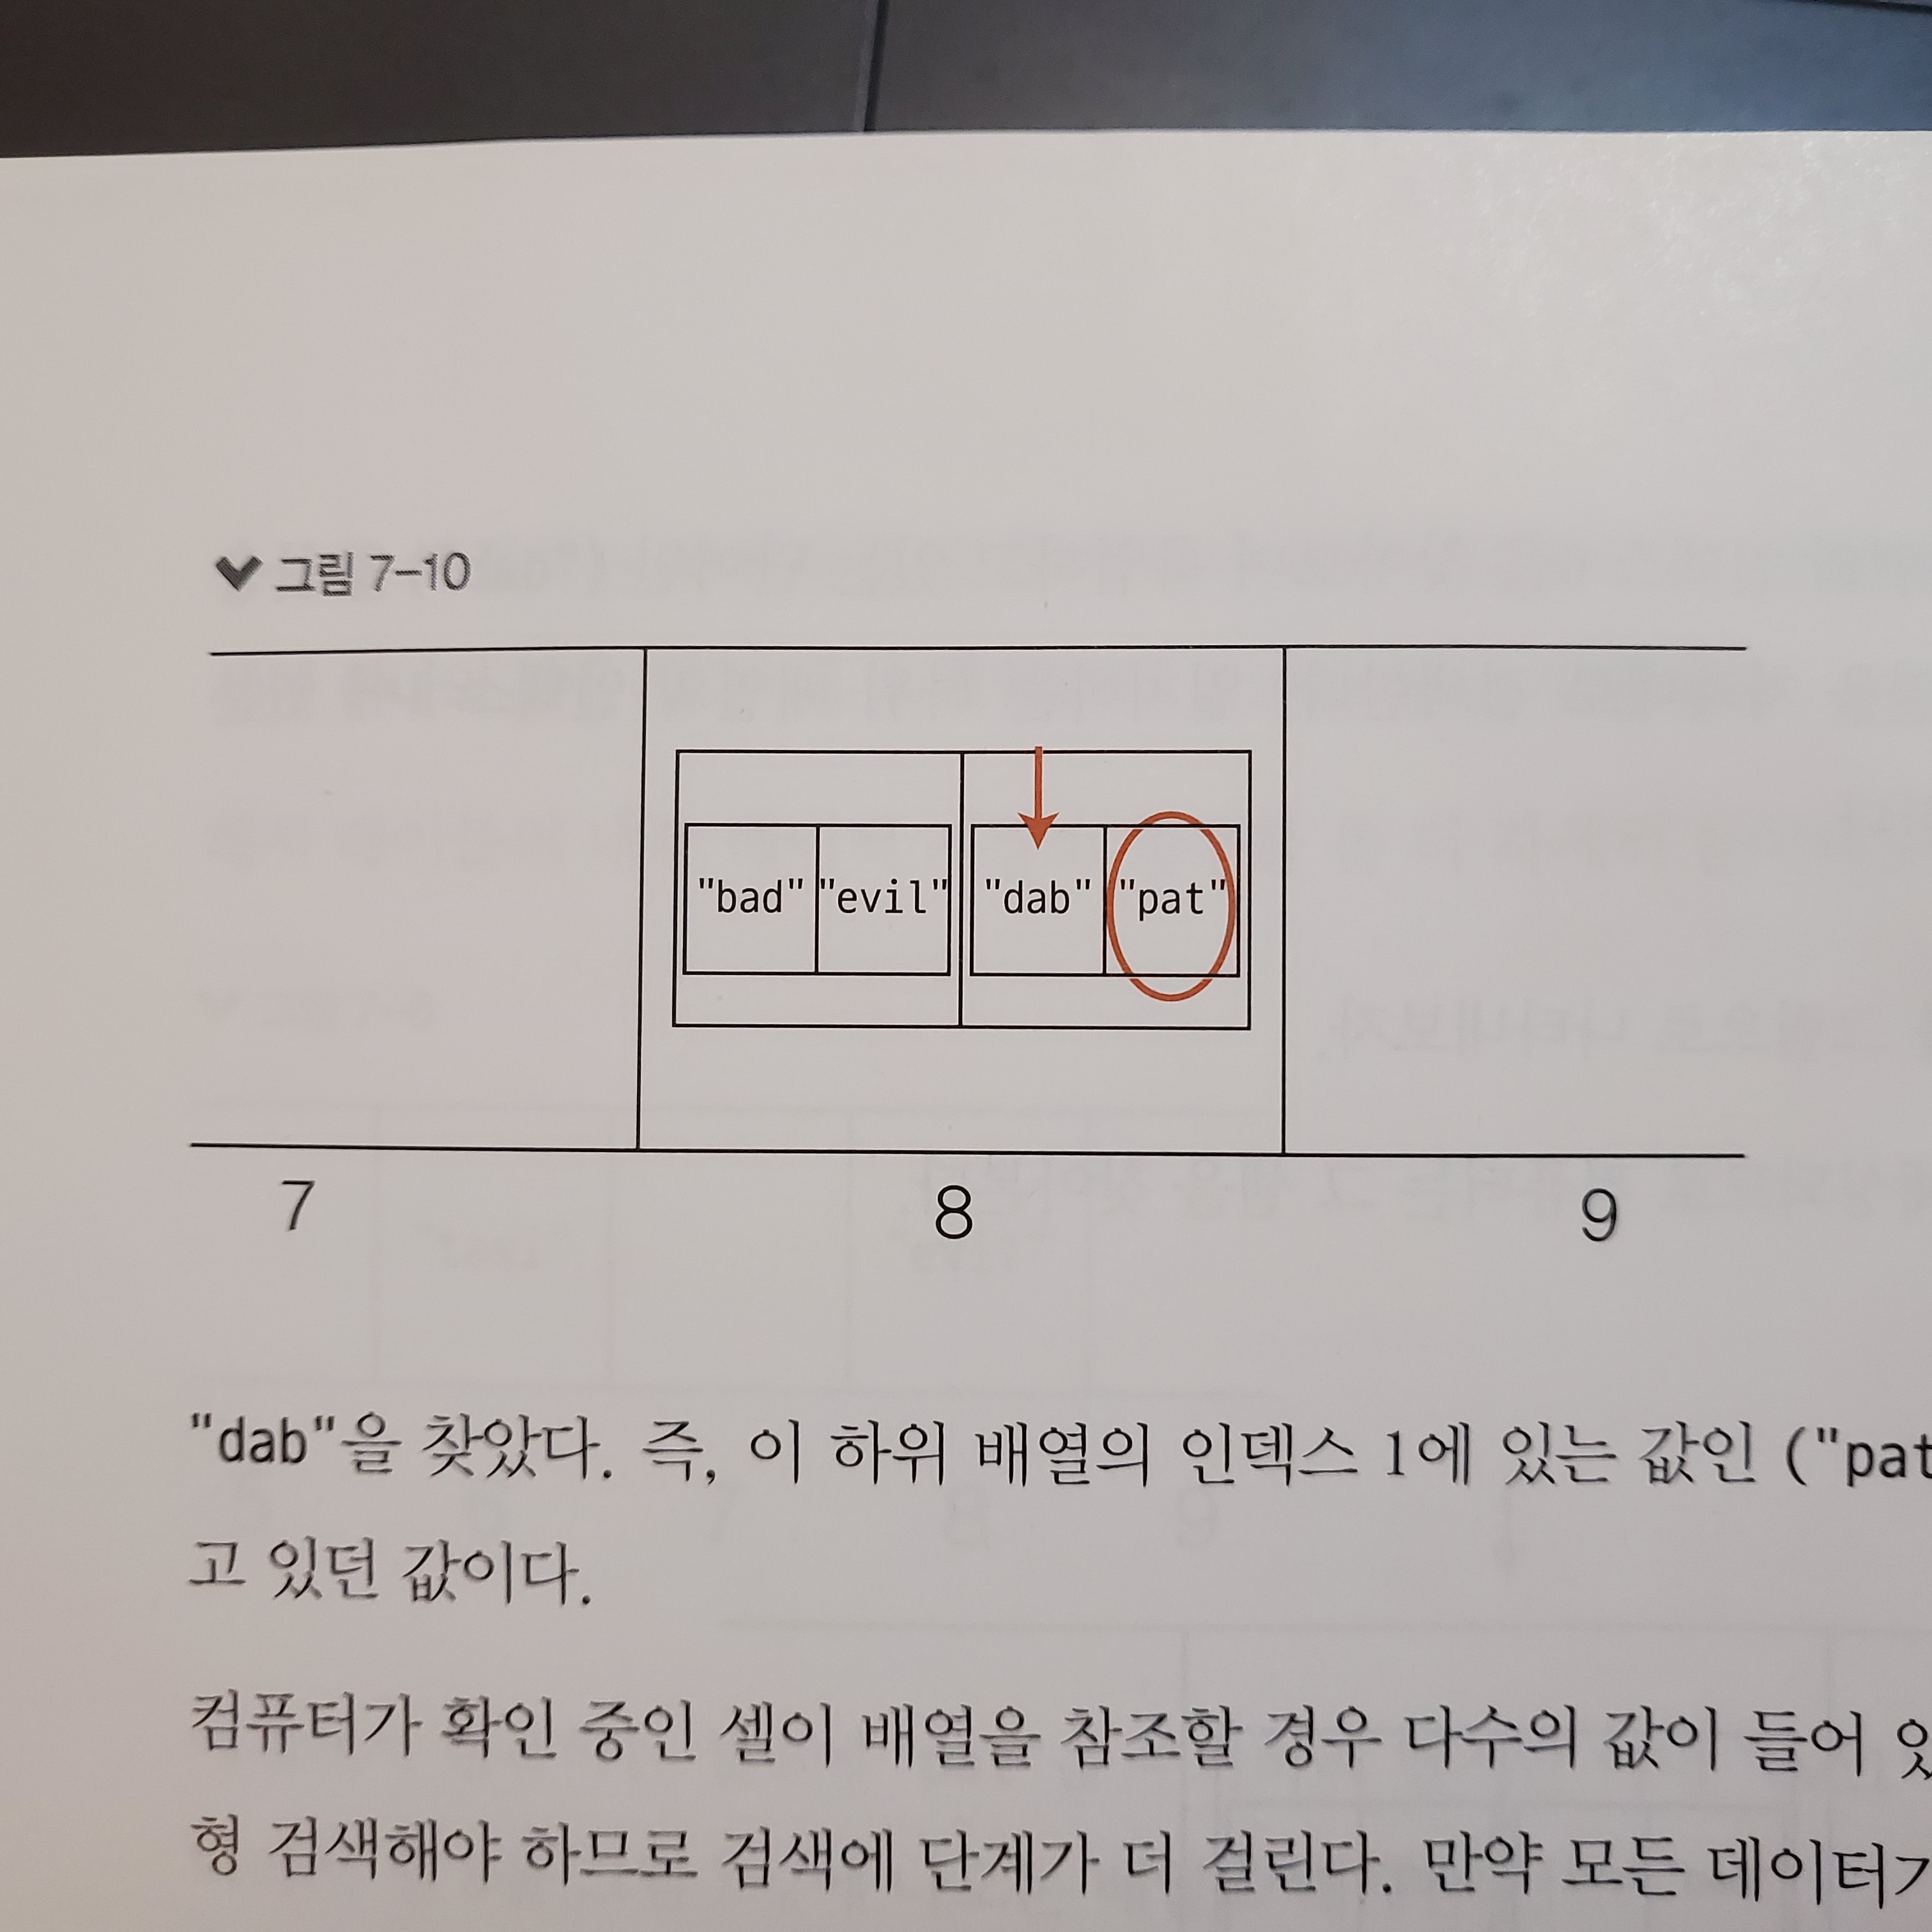 그림 7-10
"bad" "evil" "dab" "pat"
7 8 9
"dab"을 찾았다. 즉, 이 하위 배열의 인덱스 1에 있는 값인 ("pat
고 있던 값이다.
컴퓨터가 확인 중인 셀이 배열을 참조할 경우 다수의 값이 들어
형 검색해야 하므로 검색에 단계가 더 걸린다. 만약 모든 데이터가